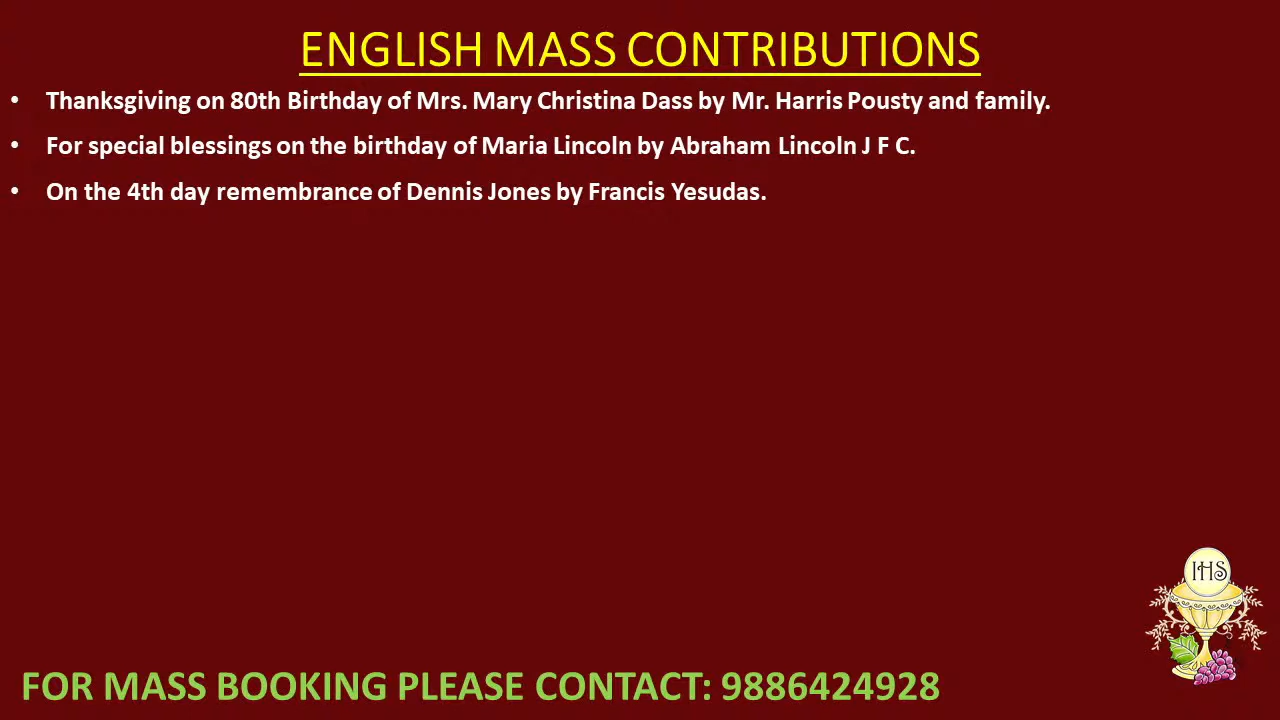 ENGLISH MASS CONTRIBUTIONS
• Thanksgiving on 80th Birthday of Mrs. Mary Christina Dass by Mr. Harris Pousty and family.
• For special blessings on the birthday of Maria Lincoln by Abraham Lincoln J F C.
• On the 4th day remembrance of Dennis Jones by Francis Yesudas.
IHS
FOR MASS BOOKING PLEASE CONTACT: 9886424928